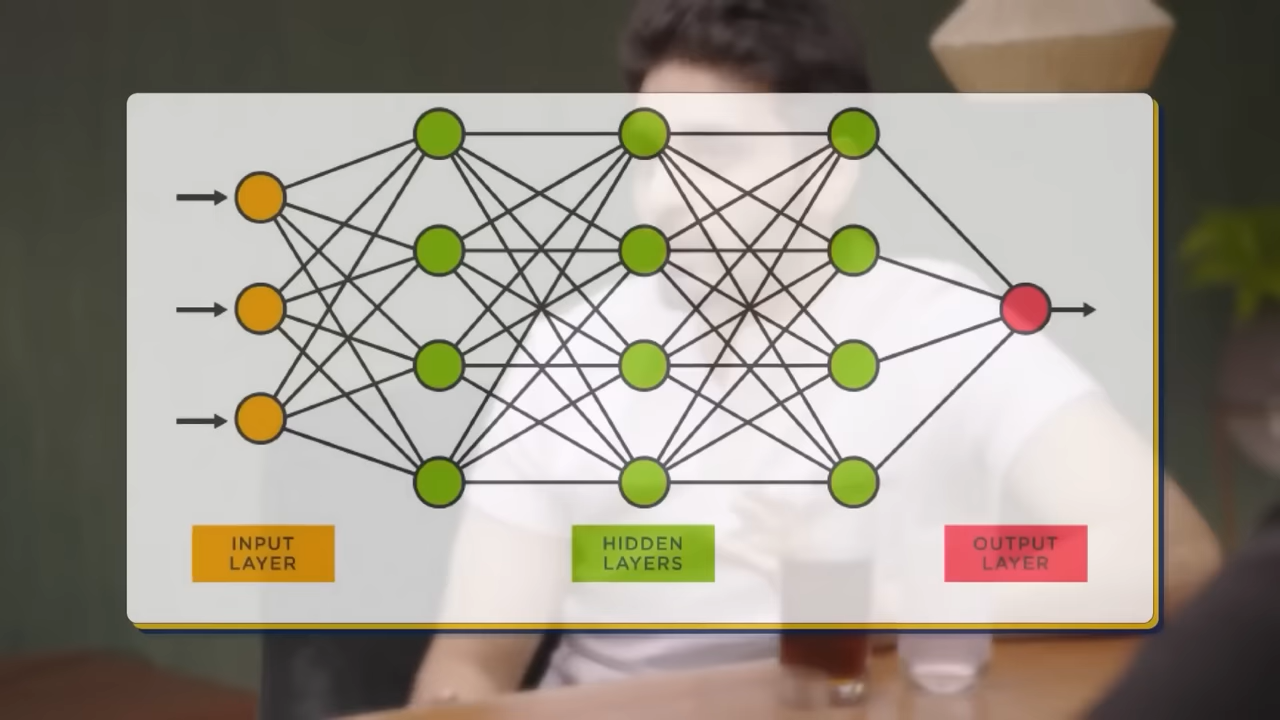 INPUT
LAYER
HIDDEN
LAYERS
OUTPUT
LAYER